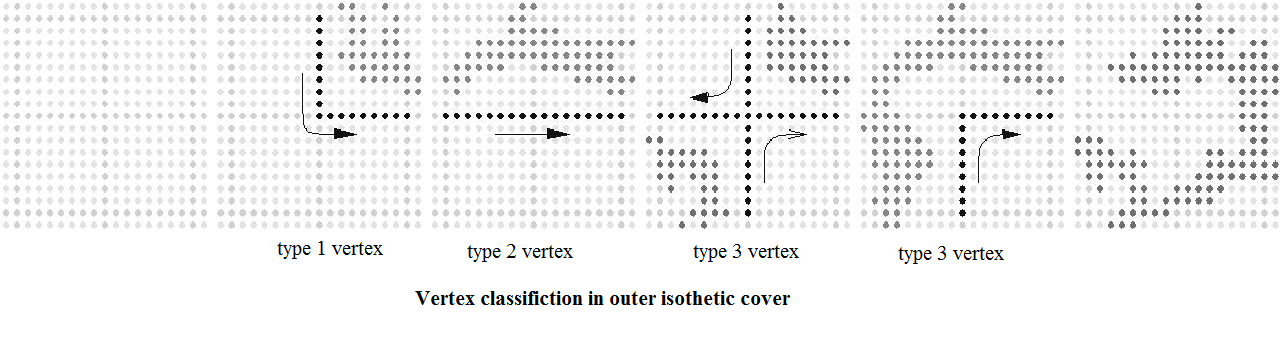 type 1 vertex
type 2 vertex
type 3 vertex
type 3 vertex
Vertex classifiction in outer isothetic cover